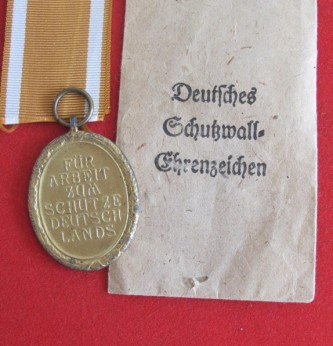 Deutsches
Schutzwall-
Ehrenzeichen
FÜR
ARBEIT
ZUM
SCHUTZE
DEUTSCH
LANDS